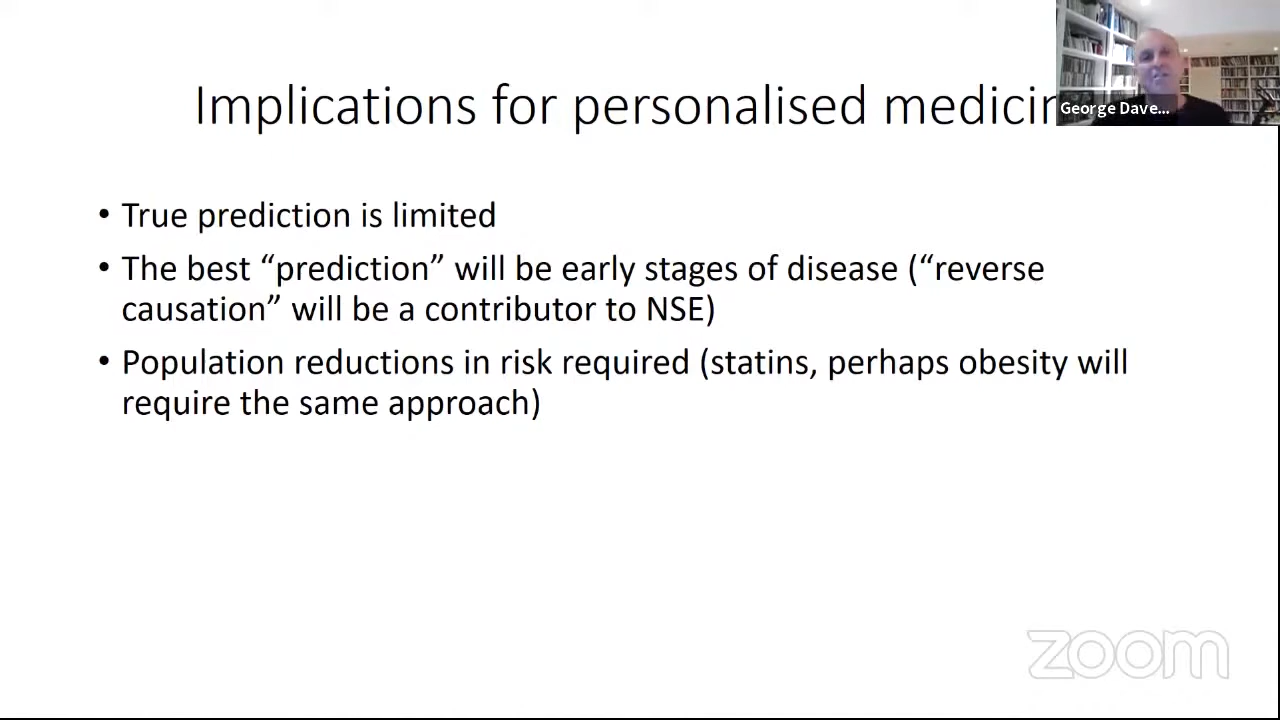 Implications for personalised medicin
George Dave...
• True prediction is limited
• The best “prediction” will be early stages of disease (“reverse
causation” will be a contributor to NSE)
• Population reductions in risk required (statins, perhaps obesity will
require the same approach)
zoom